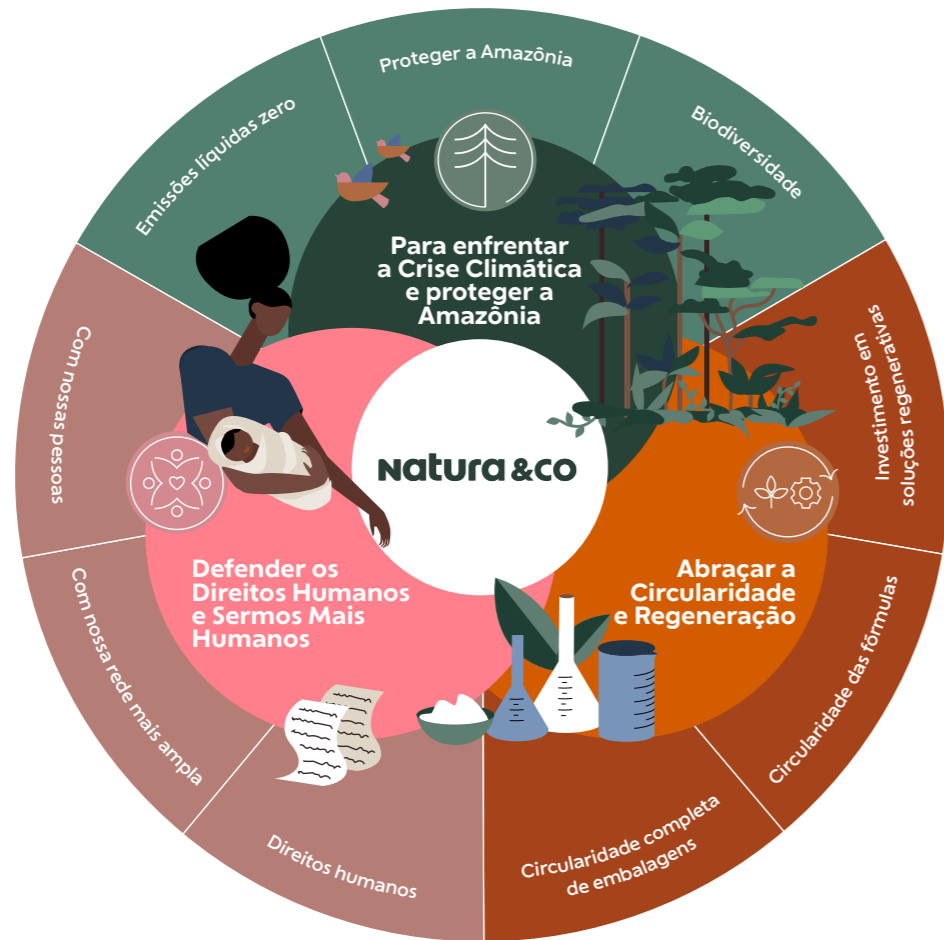 Proteger a Amazônia
Emissões líquidas zero
Biodiversidade
Para enfrentar
a Crise Climática
e proteger a
Amazônia
Com nossas pessoas
Investimento em
soluções regenerativas
Natura &co
Defender os
Direitos Humanos
e Sermos Mais
Humanos
Abraçar a
Circularidade
e Regeneração
Com nossa rede mais ampla
Circularidade das fôrmulas
Direitos humanos
Circularidade completa
de embalagens